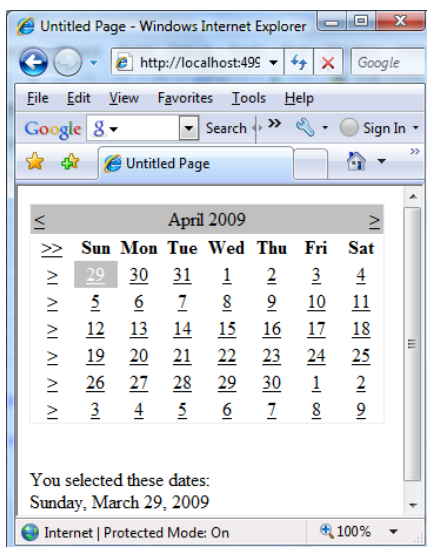 Untitled Page - Windows Internet Explorer
http://localhost:499 Google
File Edit View Favorites Tools Help
Google Search >> Sign In
Untitled Page >>
< April 2009 >
>> Sun Mon Tue Wed Thu Fri Sat
> 29 30 31 1 2 3 4
> 5 6 7 8 9 10 11
> 12 13 14 15 16 17 18
> 19 20 21 22 23 24 25
> 26 27 28 29 30 1 2
> 3 4 5 6 7 8 9
You selected these dates:
Sunday, March 29, 2009
Internet | Protected Mode: On 100%